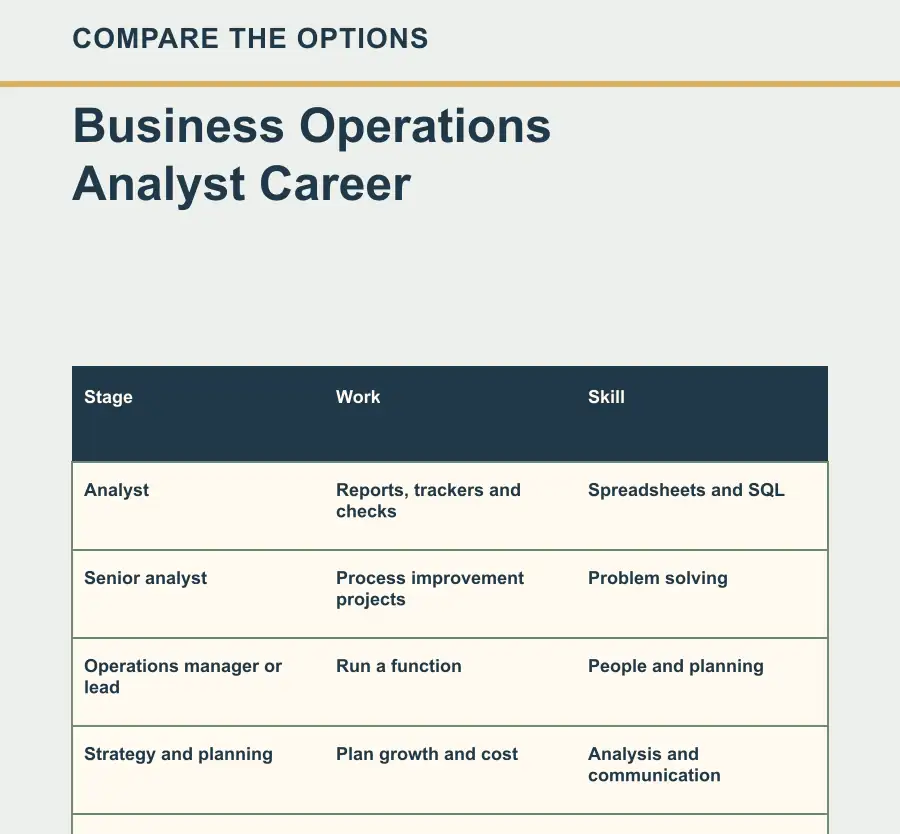 COMPARE THE OPTIONS
Business Operations
Analyst Career
Stage Work Skill
Analyst Reports, trackers and Spreadsheets and SQL
checks
Senior analyst Process improvement Problem solving
projects
Operations manager or Run a function People and planning
lead
Strategy and planning Plan growth and cost Analysis and
communication